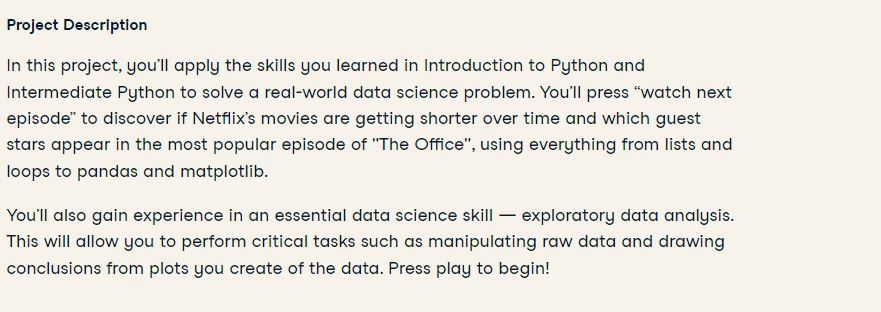 Project Description
In this project, you’ll apply the skills you learned in Introduction to Python and
Intermediate Python to solve a real-world data science problem. You’ll press “watch next
episode” to discover if Netflix’s movies are getting shorter over time and which guest
stars appear in the most popular episode of "The Office", using everything from lists and
loops to pandas and matplotlib.
You’ll also gain experience in an essential data science skill — exploratory data analysis.
This will allow you to perform critical tasks such as manipulating raw data and drawing
conclusions from plots you create of the data. Press play to begin!